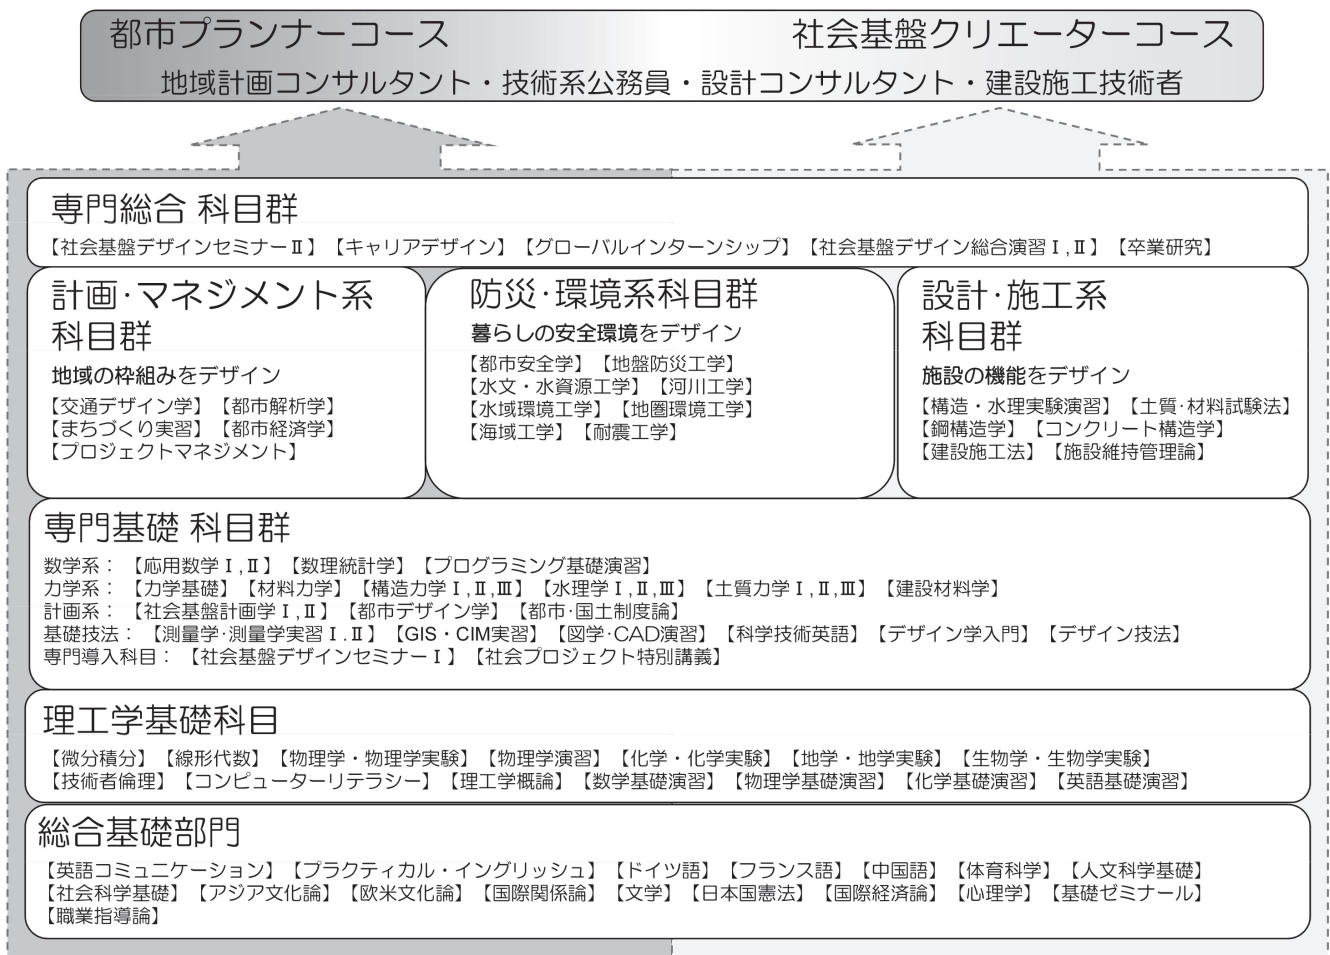 都市プランナーコース
社会基盤クリエーターコース
地域計画コンサルタント・技術系公務員・設計コンサルタント・建設施工技術者
専門総合 科目群
【社会基盤デザインセミナーⅡ】【キャリアデザイン】【グローバルインターンシップ】【社会基盤デザイン総合演習Ⅰ,Ⅱ】【卒業研究】
計画・マネジメント系
科目群
地域の枠組みをデザイン
【交通デザイン学】【都市解析学】
【まちづくり実習】【都市経済学】
【プロジェクトマネジメント】
防災・環境系科目群
暮らしの安全環境をデザイン
【都市安全学】【地盤防災工学】
【水文・水資源工学】【河川工学】
【水域環境工学】【地圏環境工学】
【海域工学】【耐震工学】
設計・施工系
科目群
施設の機能をデザイン
【構造・水理実験演習】【土質・材料試験法】
【鋼構造学】【コンクリート構造学】
【建設施工法】【施設維持管理論】
専門基礎 科目群
数学系：【応用数学Ⅰ,Ⅱ】【数理統計学】【プログラミング基礎演習】
力学系：【力学基礎】【材料力学】【構造力学Ⅰ,Ⅱ,Ⅲ】【水理学Ⅰ,Ⅱ,Ⅲ】【土質力学Ⅰ,Ⅱ,Ⅲ】【建設材料学】
計画系：【社会基盤計画学Ⅰ,Ⅱ】【都市デザイン学】【都市・国土制度論】
基礎技法：【測量学・測量学実習Ⅰ.Ⅱ】【GIS・CIM実習】【図学・CAD演習】【科学技術英語】【デザイン学入門】【デザイン技法】
専門導入科目：【社会基盤デザインセミナーⅠ】【社会プロジェクト特別講義】
理工学基礎科目
【微分積分】【線形代数】【物理学・物理学実験】【物理学演習】【化学・化学実験】【地学・地学実験】【生物学・生物学実験】
【技術者倫理】【コンピューターリテラシー】【理工学概論】【数学基礎演習】【物理学基礎演習】【化学基礎演習】【英語基礎演習】
総合基礎部門
【英語コミュニケーション】【プラクティカル・イングリッシュ】【ドイツ語】【フランス語】【中国語】【体育科学】【人文科学基礎】
【社会科学基礎】【アジア文化論】【欧米文化論】【国際関係論】【文学】【日本国憲法】【国際経済論】【心理学】【基礎ゼミナール】
【職業指導論】